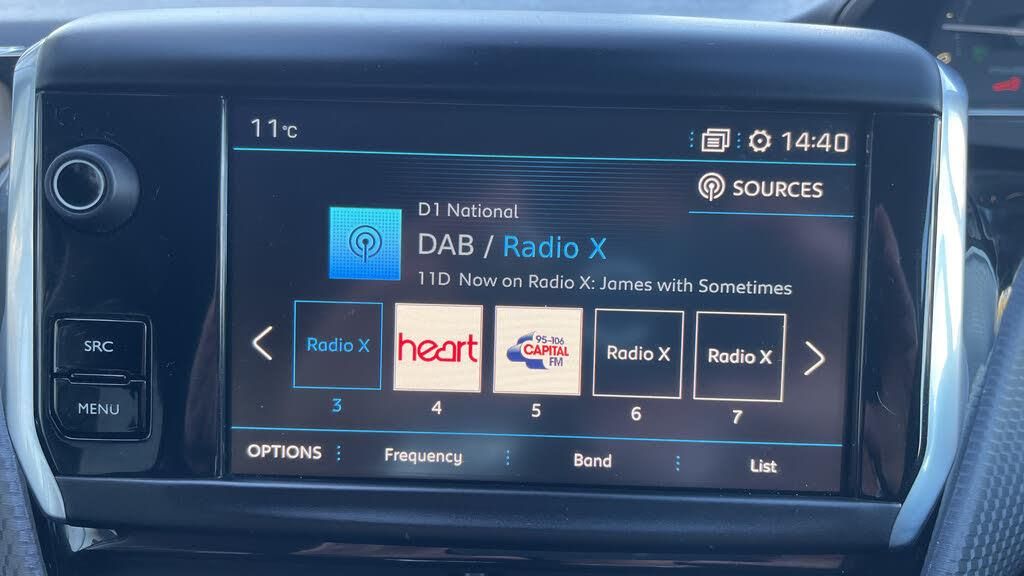 11°C
14:40
SOURCES
D1 National
DAB / Radio X
11D Now on Radio X: James with Sometimes
Radio X
heart
95-106
CAPITAL
FM
Radio X
Radio X
3
4
5
6
7
SRC
MENU
OPTIONS
Frequency
Band
List